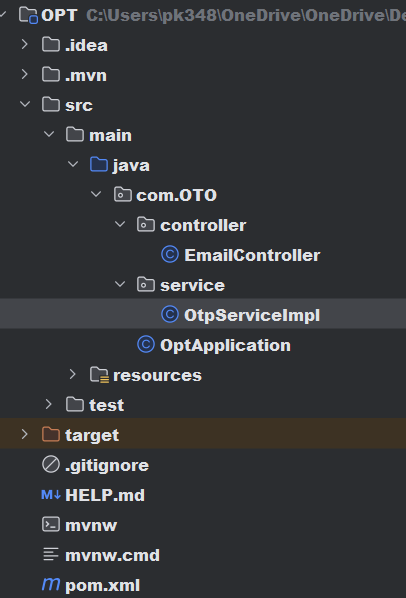 OPT C:\Users\pk348\OneDrive\OneDrive\De
.idea
.mvn
src
main
java
com.OTO
controller
EmailController
service
OtpServiceImpl
OptApplication
resources
test
target
.gitignore
HELP.md
mvnw
mvnw.cmd
pom.xml